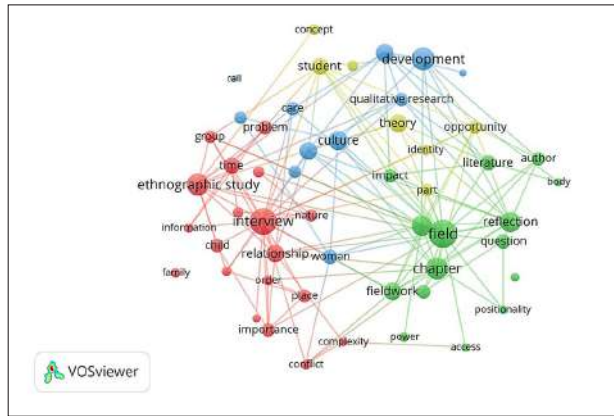 concept
student
development
call
qualitative research
care
theory
opportunity
group
problem
culture
identity
author
time
impact
literature
body
ethnographic study
part
information
interview
nature
field
reflection
child
relationship
question
family
woman
chapter
order
place
fieldwork
positionality
importance
complexity
power
access
conflict
VOSviewer